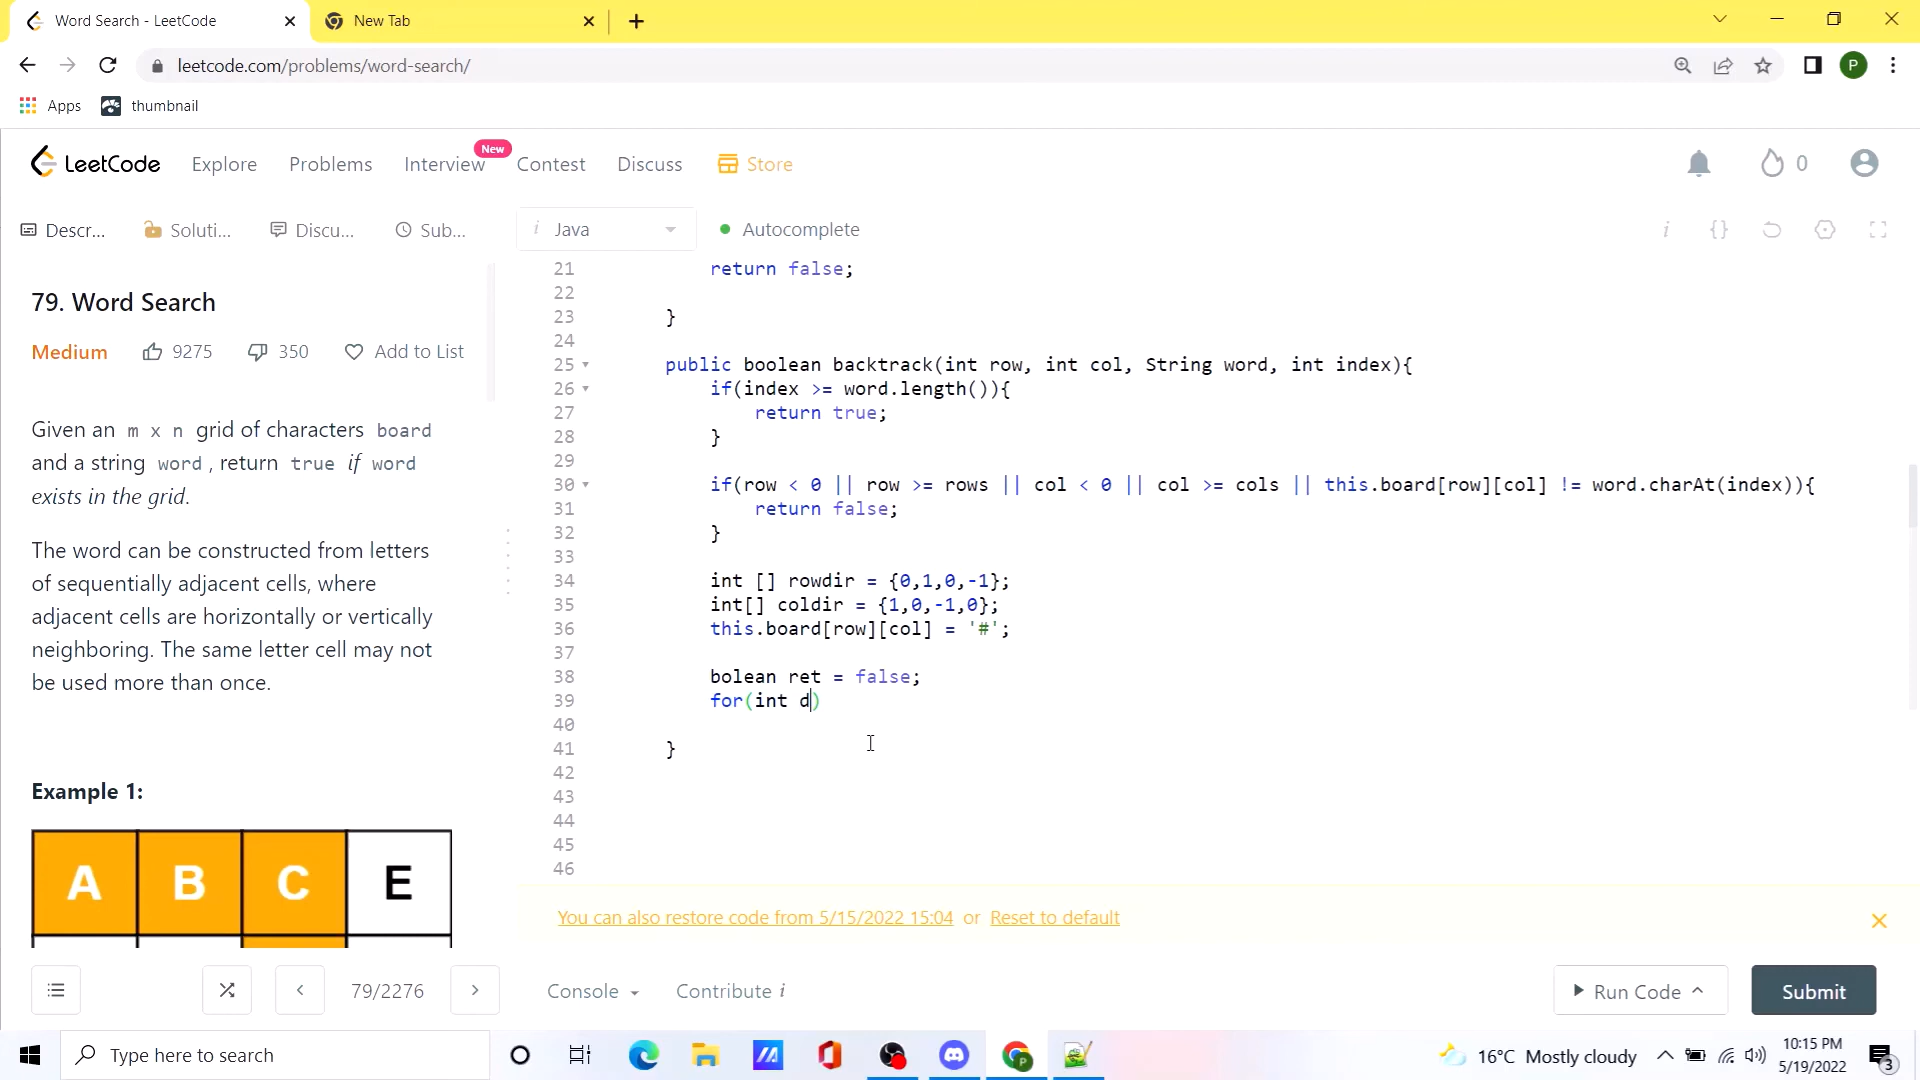 Word Search - LeetCode
New Tab
leetcode.com/problems/word-search/
P
Apps
thumbnail
LeetCode
Explore
Problems
Interview
New
Contest
Discuss
Store
0
Descr...
Soluti...
Discu...
Sub...
i Java
Autocomplete
i
{}
79. Word Search
Medium
9275
350
Add to List
Given an m x n grid of characters board
and a string word , return true if word
exists in the grid.
The word can be constructed from letters
of sequentially adjacent cells, where
adjacent cells are horizontally or vertically
neighboring. The same letter cell may not
be used more than once.
Example 1:
A B C E
21 return false;
22
23 }
24
25 public boolean backtrack(int row, int col, String word, int index){
26 if(index >= word.length()){
27 return true;
28 }
29
30 if(row < 0 || row >= rows || col < 0 || col >= cols || this.board[row][col] != word.charAt(index)){
31 return false;
32 }
33
34 int [] rowdir = {0,1,0,-1};
35 int[] coldir = {1,0,-1,0};
36 this.board[row][col] = '#';
37
38 bolean ret = false;
39 for(int d)
40
41 }
42
43
44
45
46
You can also restore code from 5/15/2022 15:04 or Reset to default
79/2276
Console
Contribute i
Run Code
Submit
Type here to search
16°C Mostly cloudy
10:15 PM
5/19/2022
3